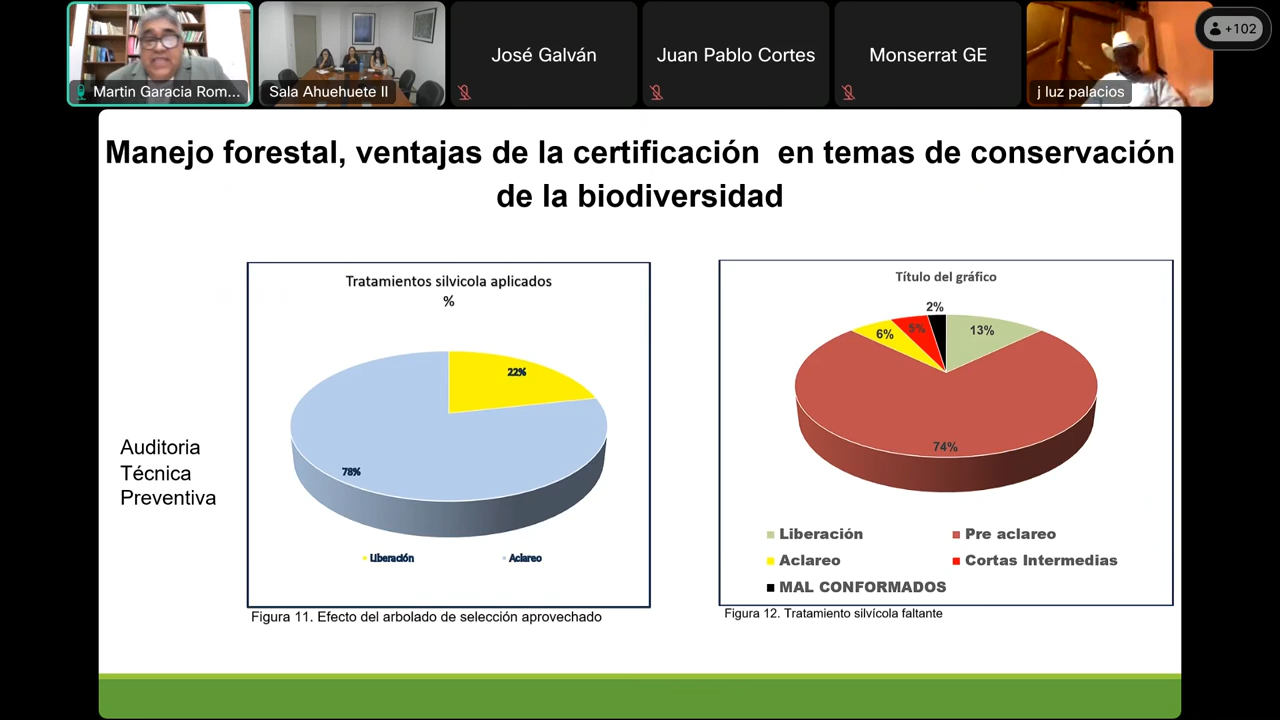 Martin Garacia Rom...
Sala Ahuehuete II
José Galván
Juan Pablo Cortes
Monserrat GE
j luz palacios
+102
Manejo forestal, ventajas de la certificación en temas de conservación
de la biodiversidad
Auditoria
Técnica
Preventiva
Tratamientos silvicola aplicados
%
22%
78%
Liberación
Aclareo
Figura 11. Efecto del arbolado de selección aprovechado
Título del gráfico
2%
13%
6%
5%
74%
Liberación
Pre aclareo
Aclareo
Cortas Intermedias
MAL CONFORMADOS
Figura 12. Tratamiento silvícola faltante